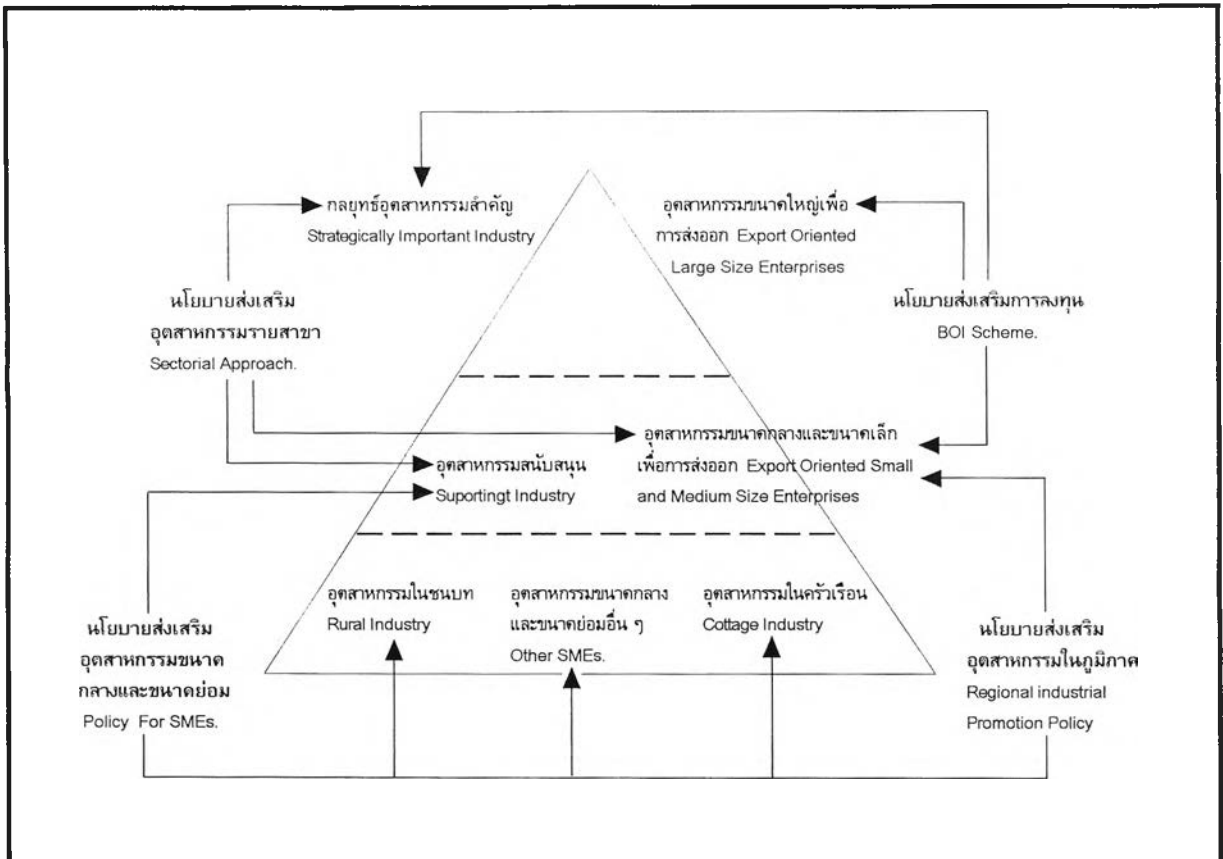 กลยุทธ์อุตสาหกรรมสำคัญ
Strategically Important Industry
อุตสาหกรรมขนาดใหญ่เพื่อ
การส่งออก Export Oriented
Large Size Enterprises
นโยบายส่งเสริม
อุตสาหกรรมรายสาขา
Sectorial Approach.
นโยบายส่งเสริมการลงทุน
BOI Scheme.
อุตสาหกรรมสนับสนุน
Suportingt Industry
อุตสาหกรรมขนาดกลางและขนาดเล็ก
เพื่อการส่งออก Export Oriented Small
and Medium Size Enterprises
อุตสาหกรรมในชนบท
Rural Industry
อุตสาหกรรมขนาดกลาง
และขนาดย่อมอื่น ๆ
Other SMEs.
อุตสาหกรรมในครัวเรือน
Cottage Industry
นโยบายส่งเสริม
อุตสาหกรรมขนาด
กลางและขนาดย่อม
Policy For SMEs.
นโยบายส่งเสริม
อุตสาหกรรมในภูมิภาค
Regional industrial
Promotion Policy